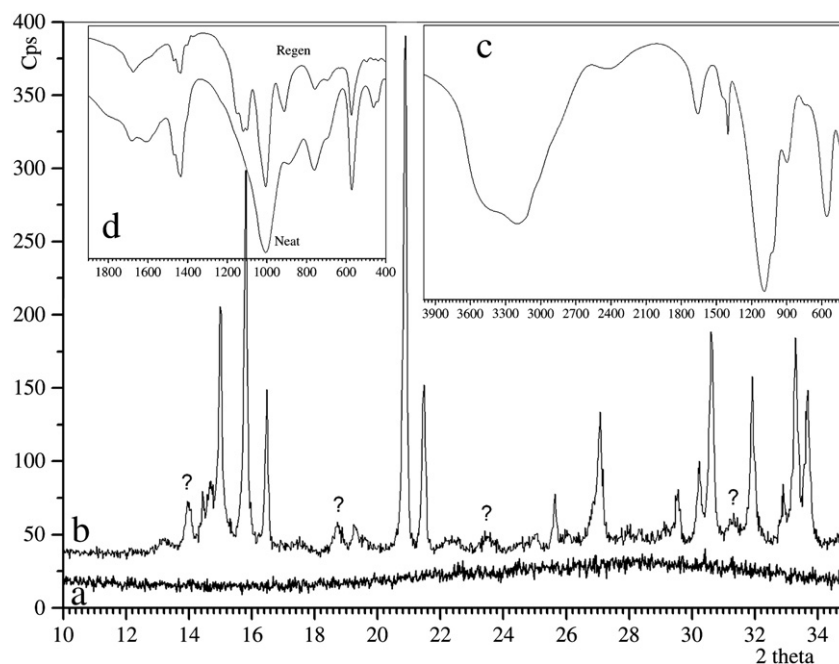 400
350
300
250
200
150
100
50
0
Cps
10 12 14 16 18 20 22 24 26 28 30 32 34
2 theta
a
b
? ? ? ?
d
Regen
Neat
1800 1600 1400 1200 1000 800 600 400
c
3900 3600 3300 3000 2700 2400 2100 1800 1500 1200 900 600